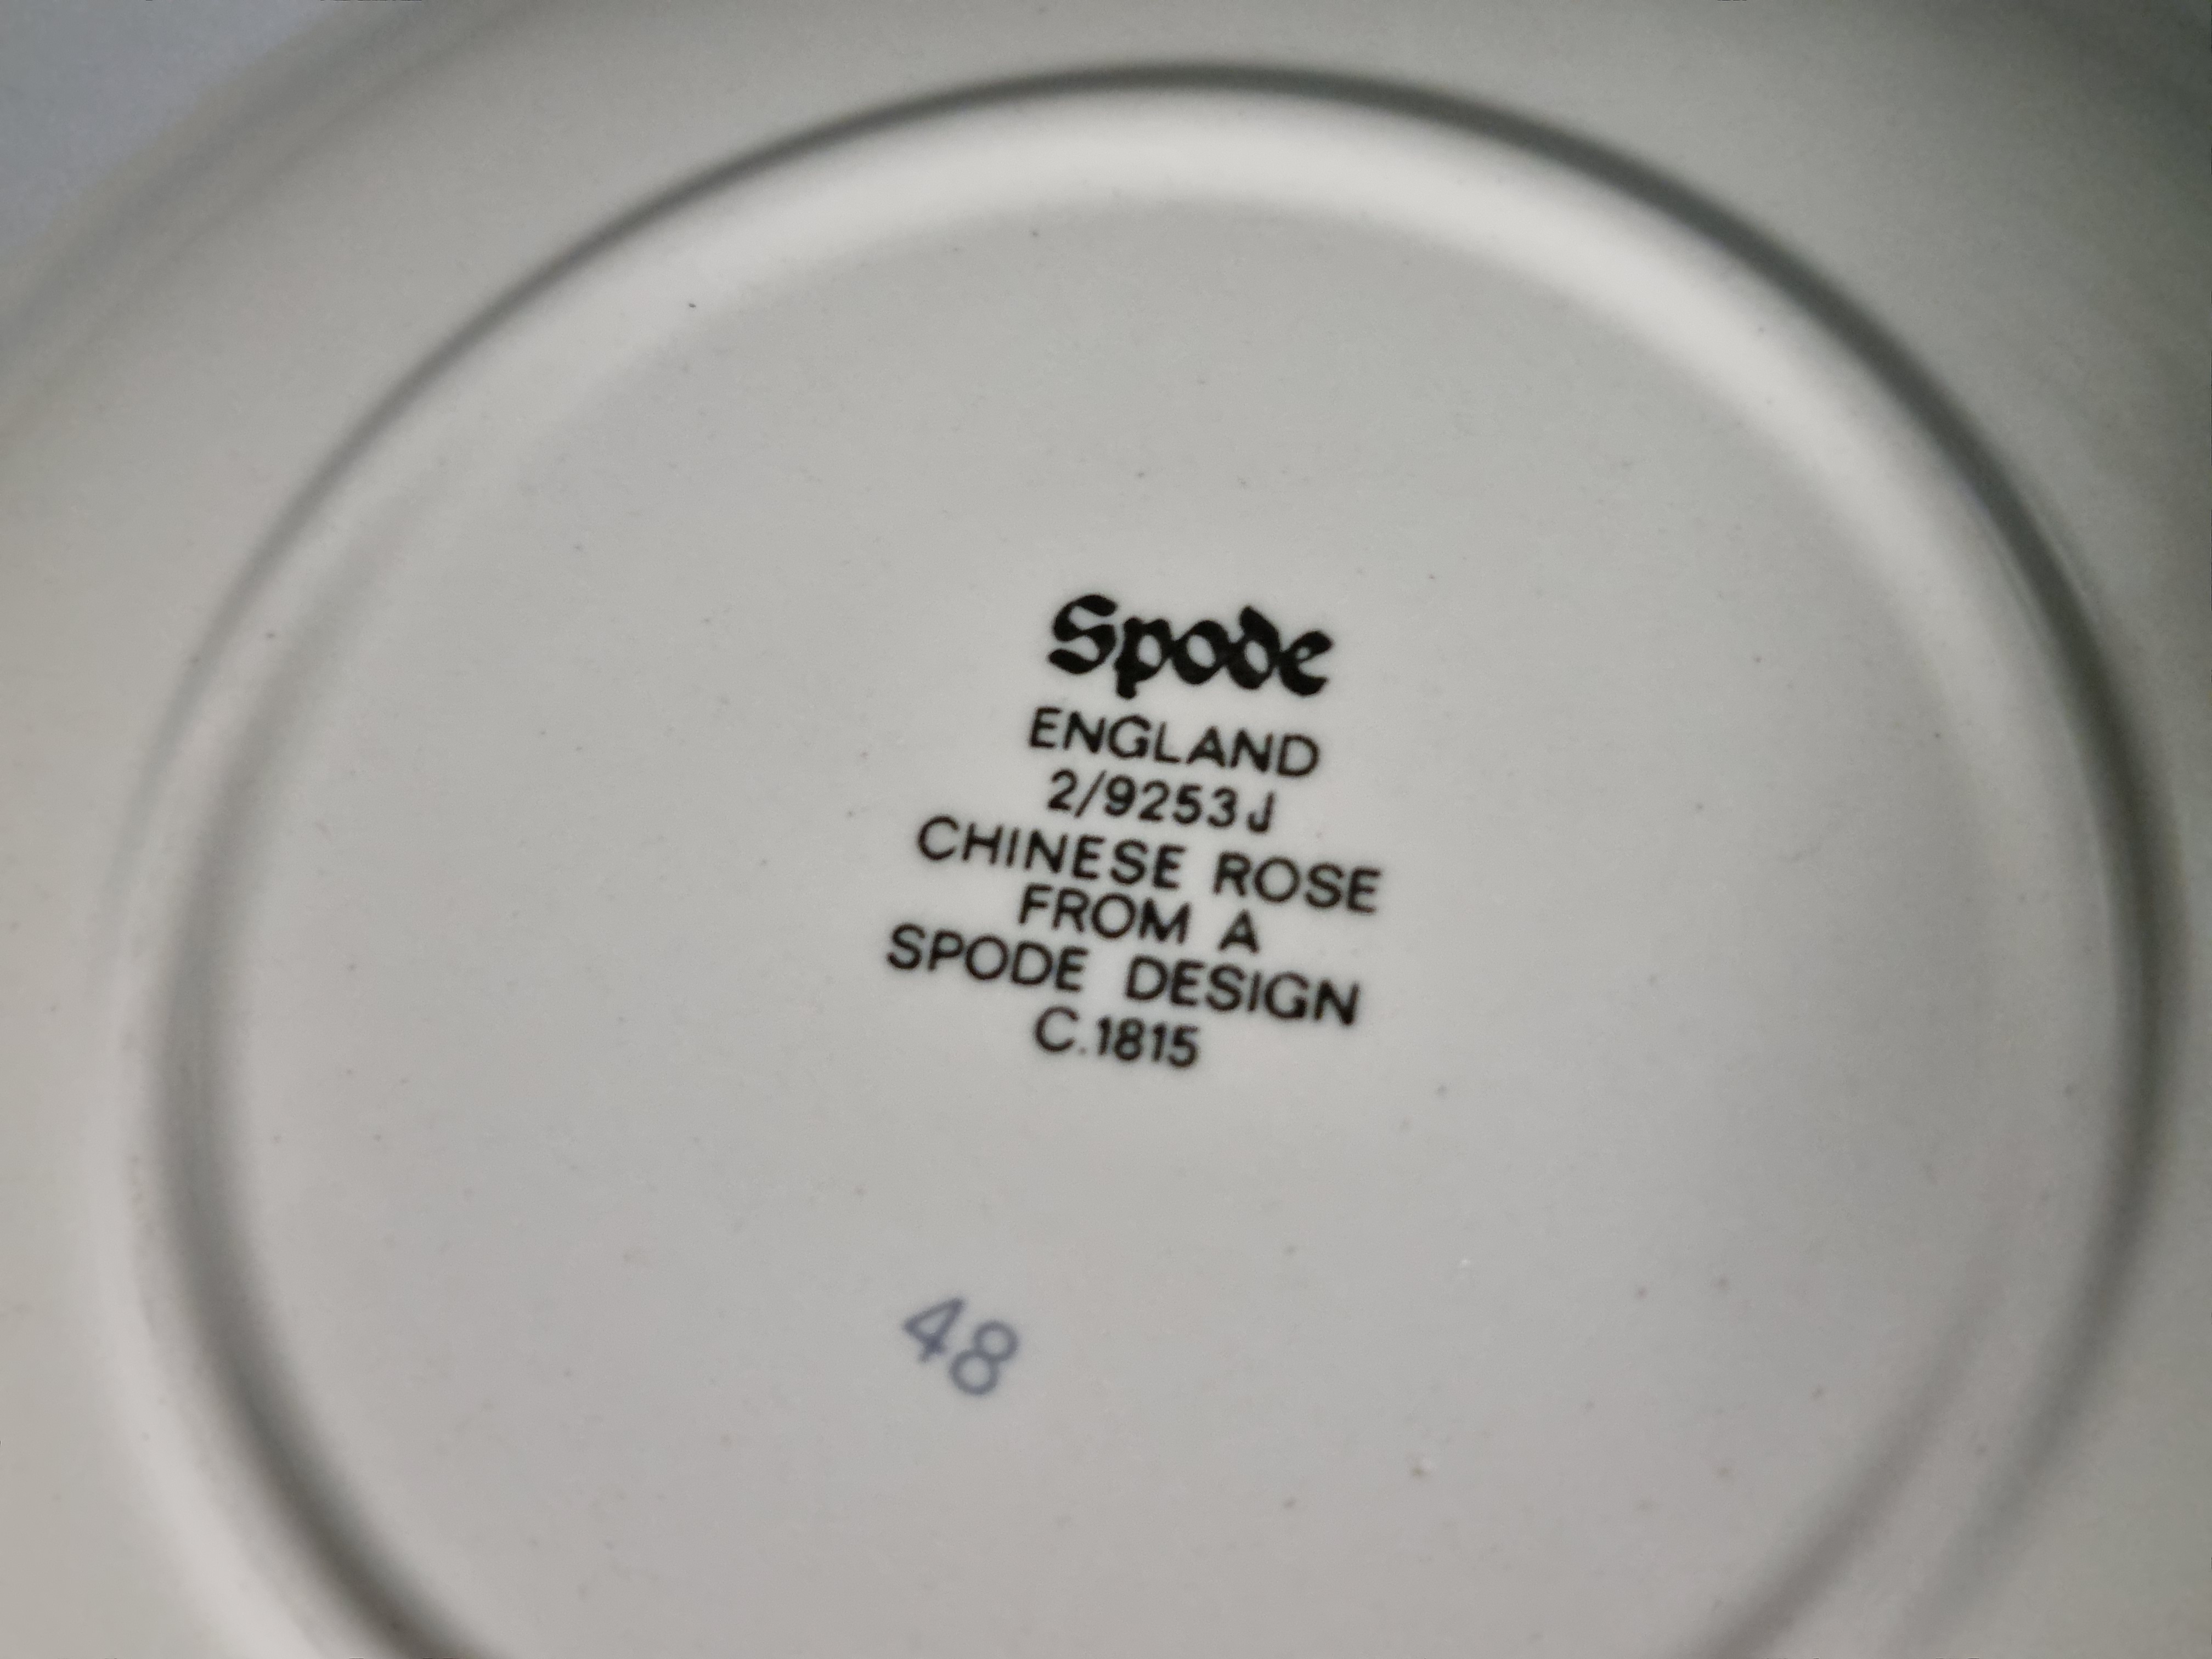 Spode
ENGLAND
2/9253J
CHINESE ROSE
FROM A
SPODE DESIGN
C.1815
48